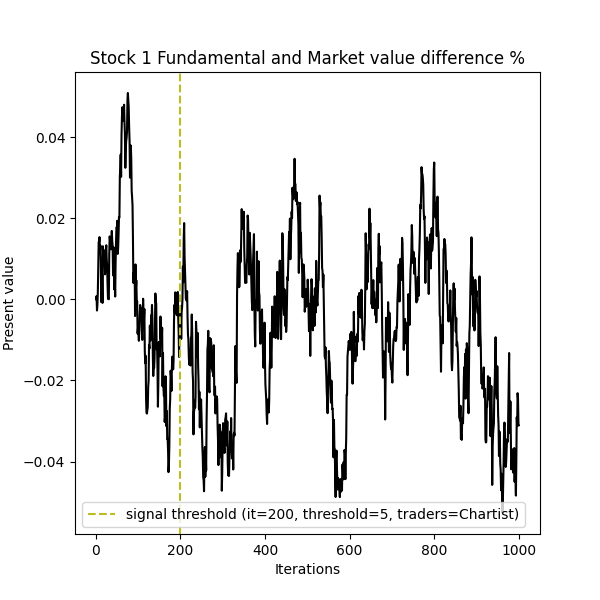 Stock 1 Fundamental and Market value difference %
Present value
0.04
0.02
0.00
−0.02
−0.04
signal threshold (it=200, threshold=5, traders=Chartist)
0
200
400
600
800
1000
Iterations